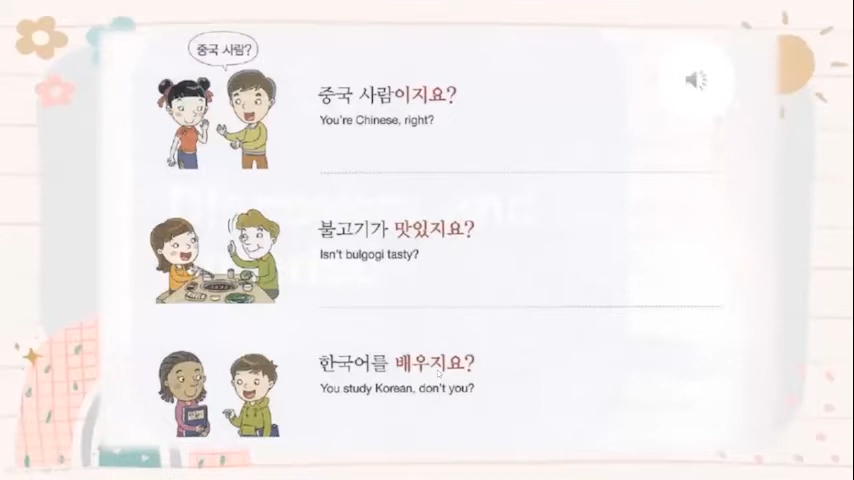 중국 사람?
중국 사람이지요?
You're Chinese, right?
불고기가 맛있지요?
Isn't bulgogi tasty?
한국어를 배우지요?
You study Korean, don't you?